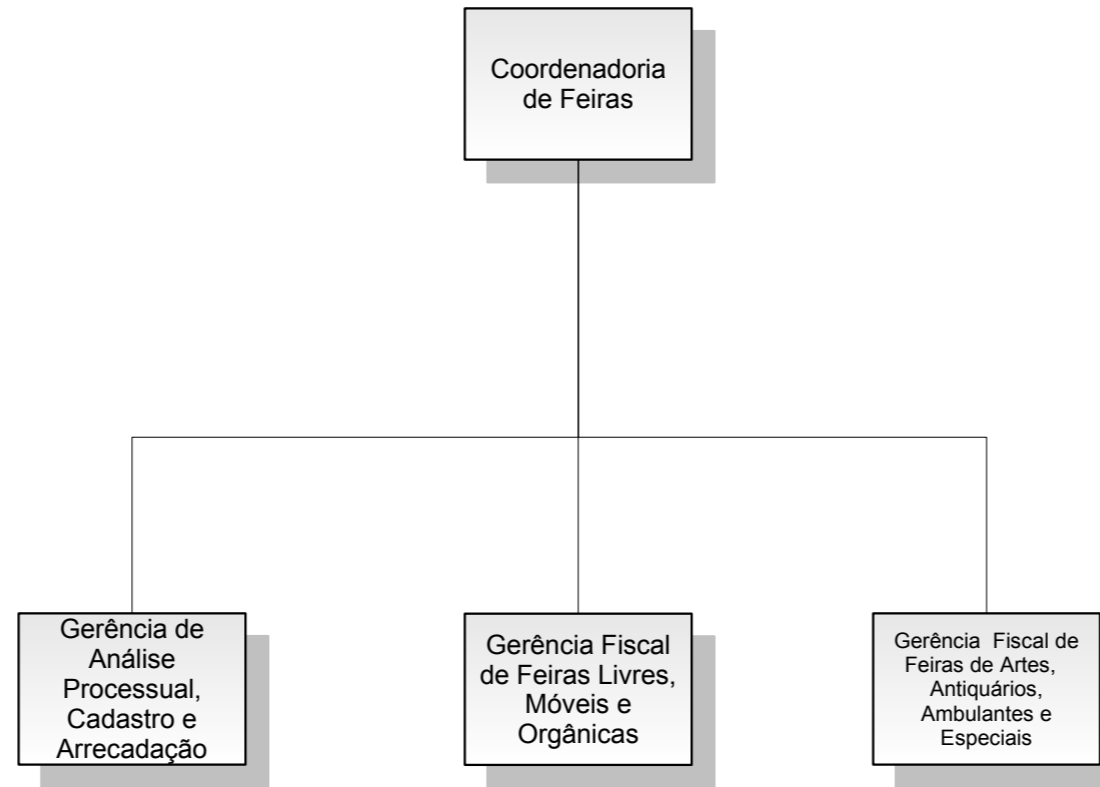 Coordenadoria
de Feiras
Gerência de
Análise
Processual,
Cadastro e
Arrecadação
Gerência Fiscal
de Feiras Livres,
Móveis e
Orgânicas
Gerência  Fiscal de
Feiras de Artes,
Antiquários,
Ambulantes e
Especiais